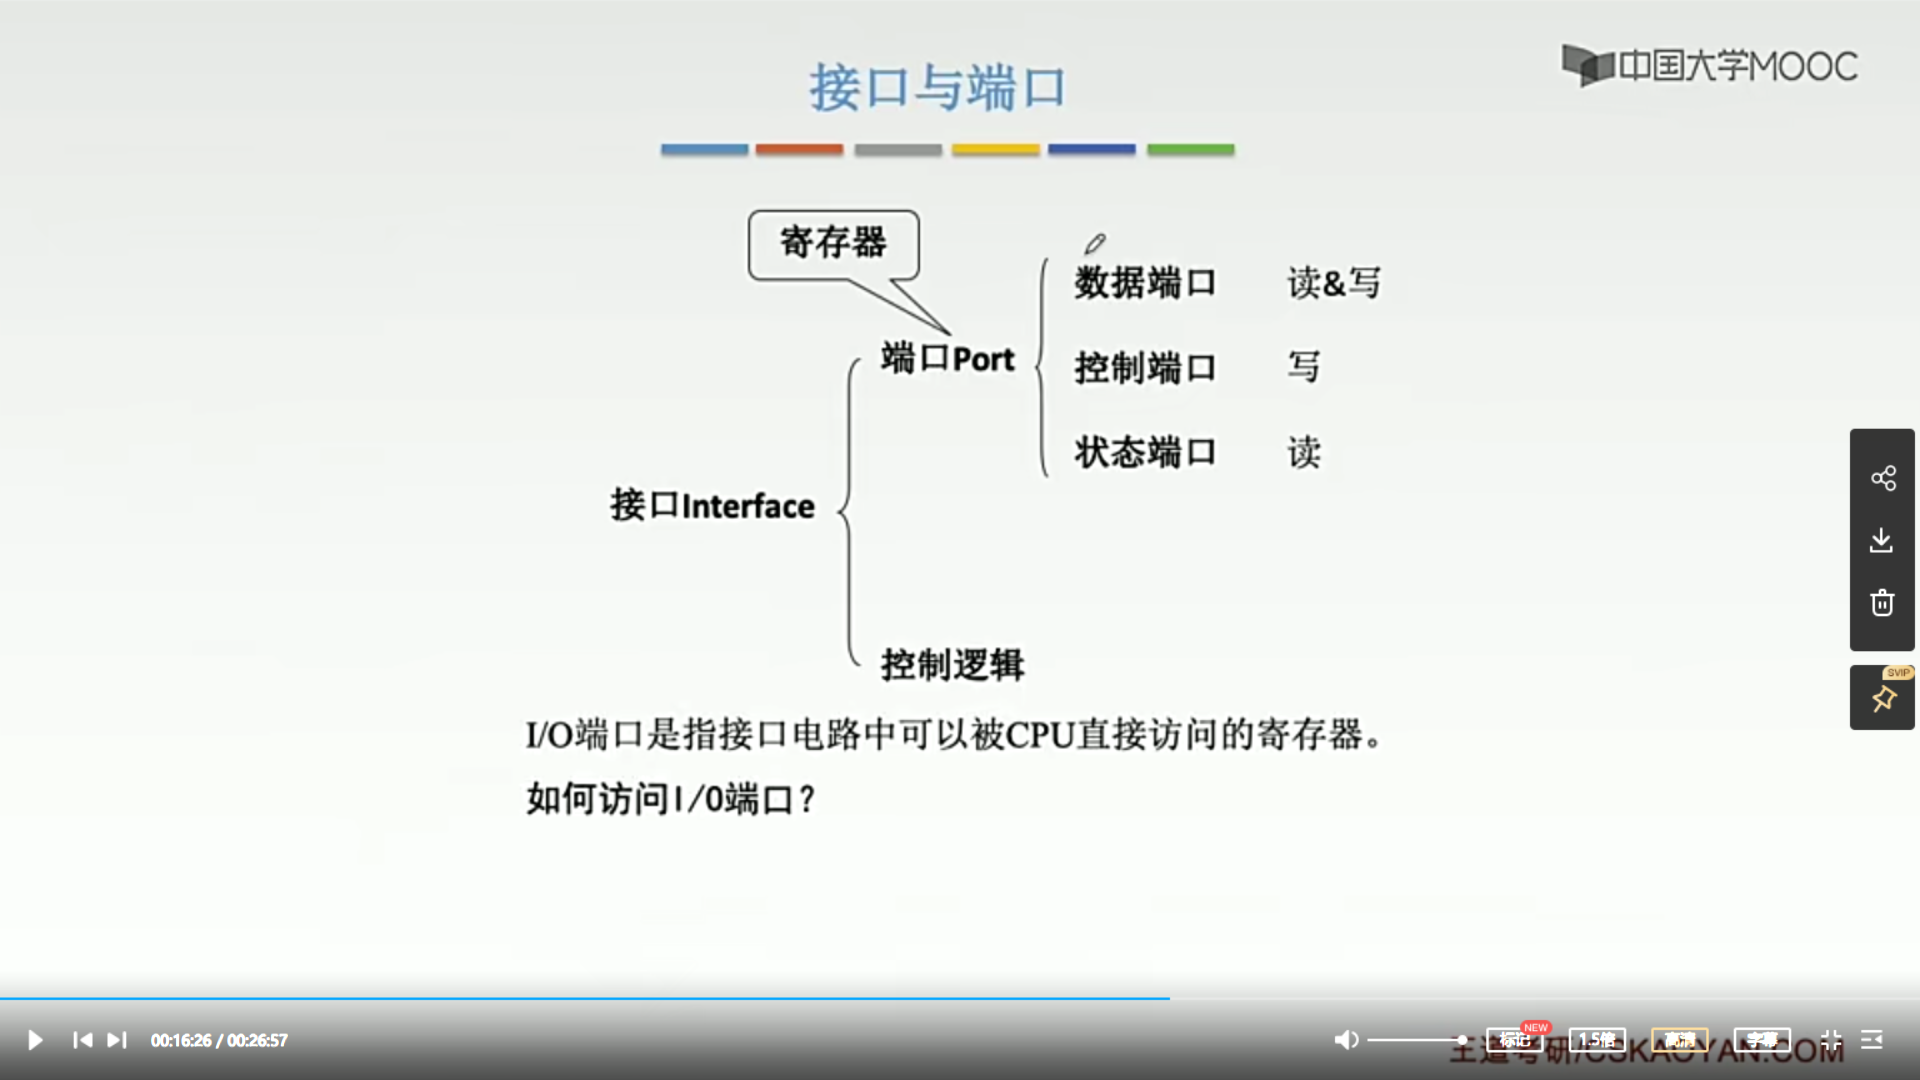 接口与端口
中国大学MOOC
寄存器
数据端口 读&写
端口Port
控制端口 写
状态端口 读
接口Interface
控制逻辑
I/O端口是指接口电路中可以被CPU直接访问的寄存器。
如何访问I/O端口？
SVIP
00:16:26 / 00:26:57
标记
NEW
1.5倍
高清
字幕
王道考研/CSKAOYAN.COM